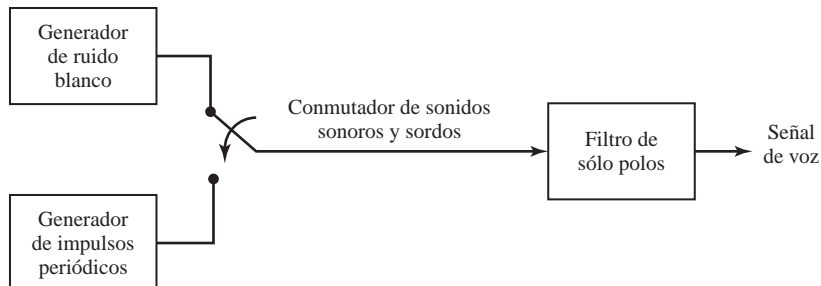 Generador
de ruido
blanco
Conmutador de sonidos
sonoros y sordos
Filtro de
sólo polos
Señal
de voz
Generador
de impulsos
periódicos